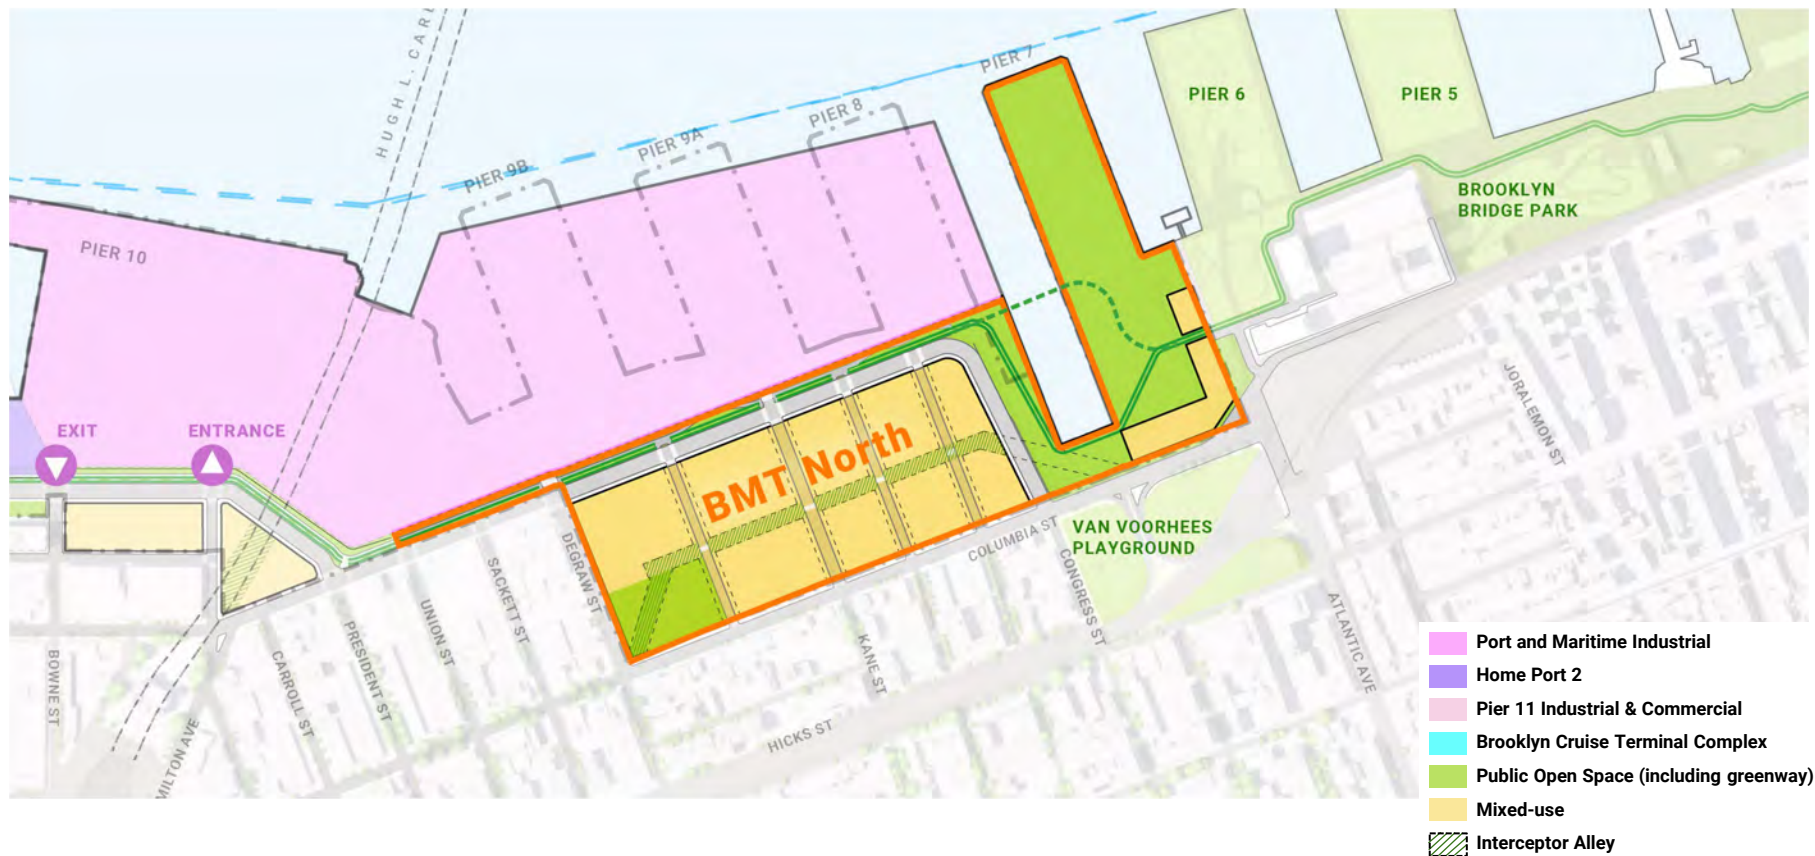 HUGH L. CAR
PIER 7
PIER 8
PIER 9A
PIER 9B
PIER 10
PIER 6
PIER 5
BROOKLYN
BRIDGE PARK
EXIT
ENTRANCE
BMT North
VAN VOORHEES
PLAYGROUND
JORALEMON ST
COLUMBIA ST
CONGRESS ST
DEGRAW ST
SACKETT ST
UNION ST
PRESIDENT ST
CARROLL ST
BOWNE ST
MILTON AVE
KANE ST
HICKS ST
ATLANTIC AVE
Port and Maritime Industrial
Home Port 2
Pier 11 Industrial & Commercial
Brooklyn Cruise Terminal Complex
Public Open Space (including greenway)
Mixed-use
Interceptor Alley